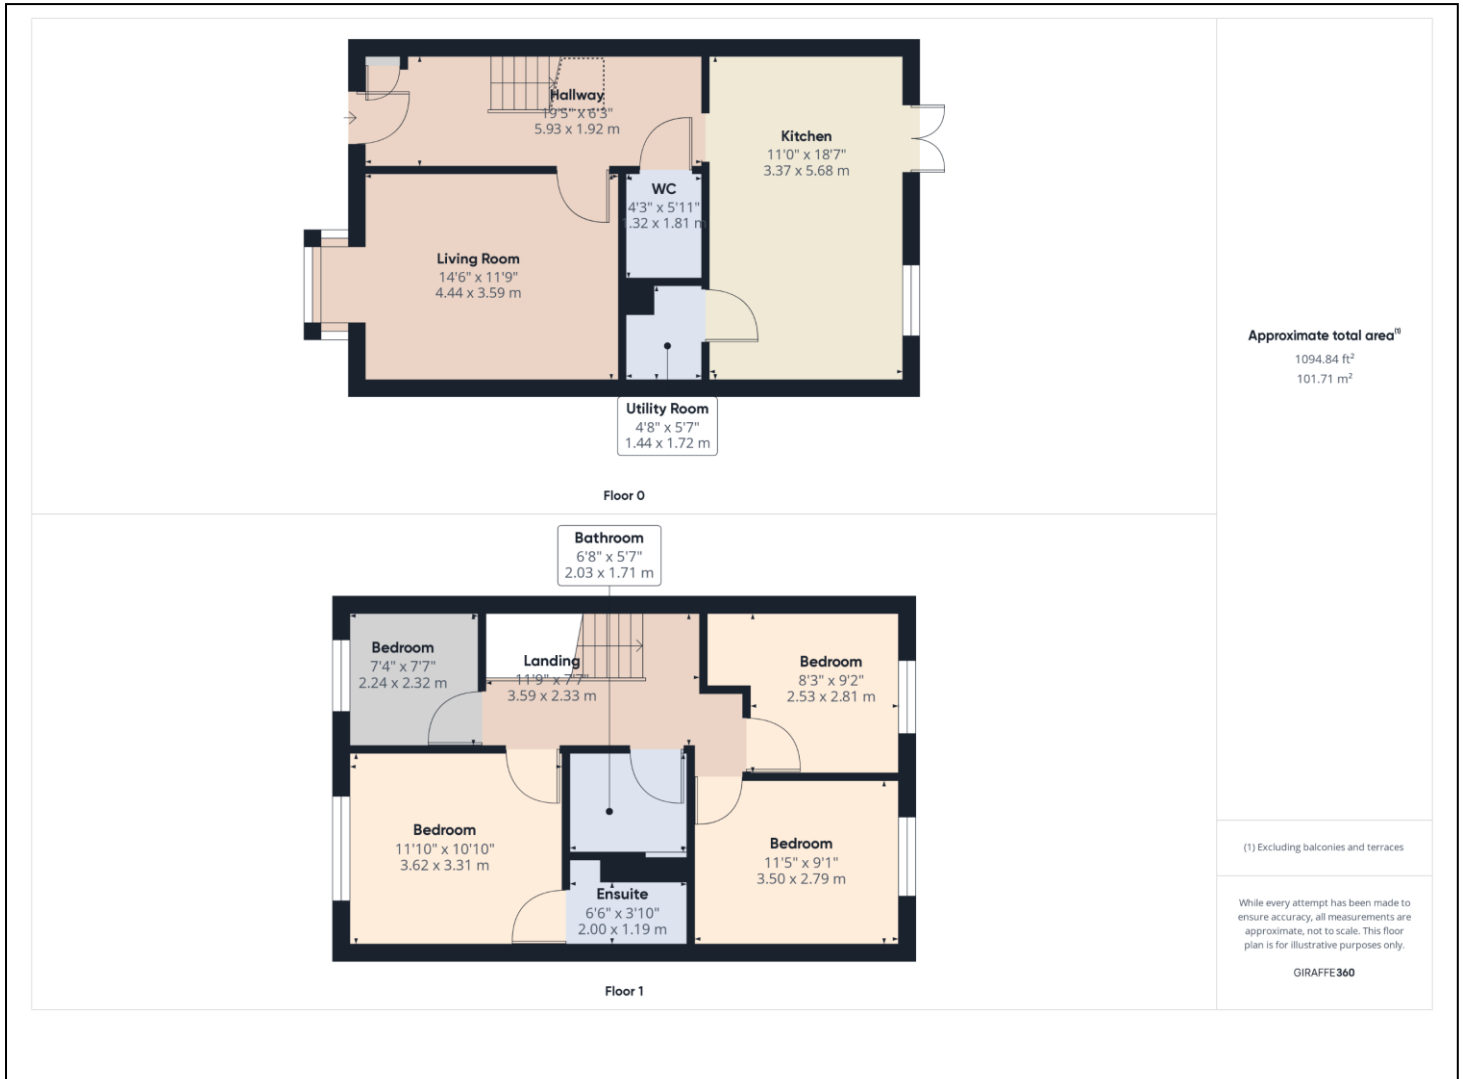 Hallway
19'5" x 6'3"
5.93 x 1.92 m
Kitchen
11'0" x 18'7"
3.37 x 5.68 m
WC
4'3" x 5'11"
1.32 x 1.81 m
Living Room
14'6" x 11'9"
4.44 x 3.59 m
Utility Room
4'8" x 5'7"
1.44 x 1.72 m
Floor 0
Bathroom
6'8" x 5'7"
2.03 x 1.71 m
Bedroom
7'4" x 7'7"
2.24 x 2.32 m
Landing
11'9" x 7'7"
3.59 x 2.33 m
Bedroom
8'3" x 9'2"
2.53 x 2.81 m
Bedroom
11'10" x 10'10"
3.62 x 3.31 m
Bedroom
11'5" x 9'1"
3.50 x 2.79 m
Ensuite
6'6" x 3'10"
2.00 x 1.19 m
Floor 1
Approximate total area(1)
1094.84 ft²
101.71 m²
(1) Excluding balconies and terraces
While every attempt has been made to
ensure accuracy, all measurements are
approximate, not to scale. This floor
plan is for illustrative purposes only.
GIRAFFE360